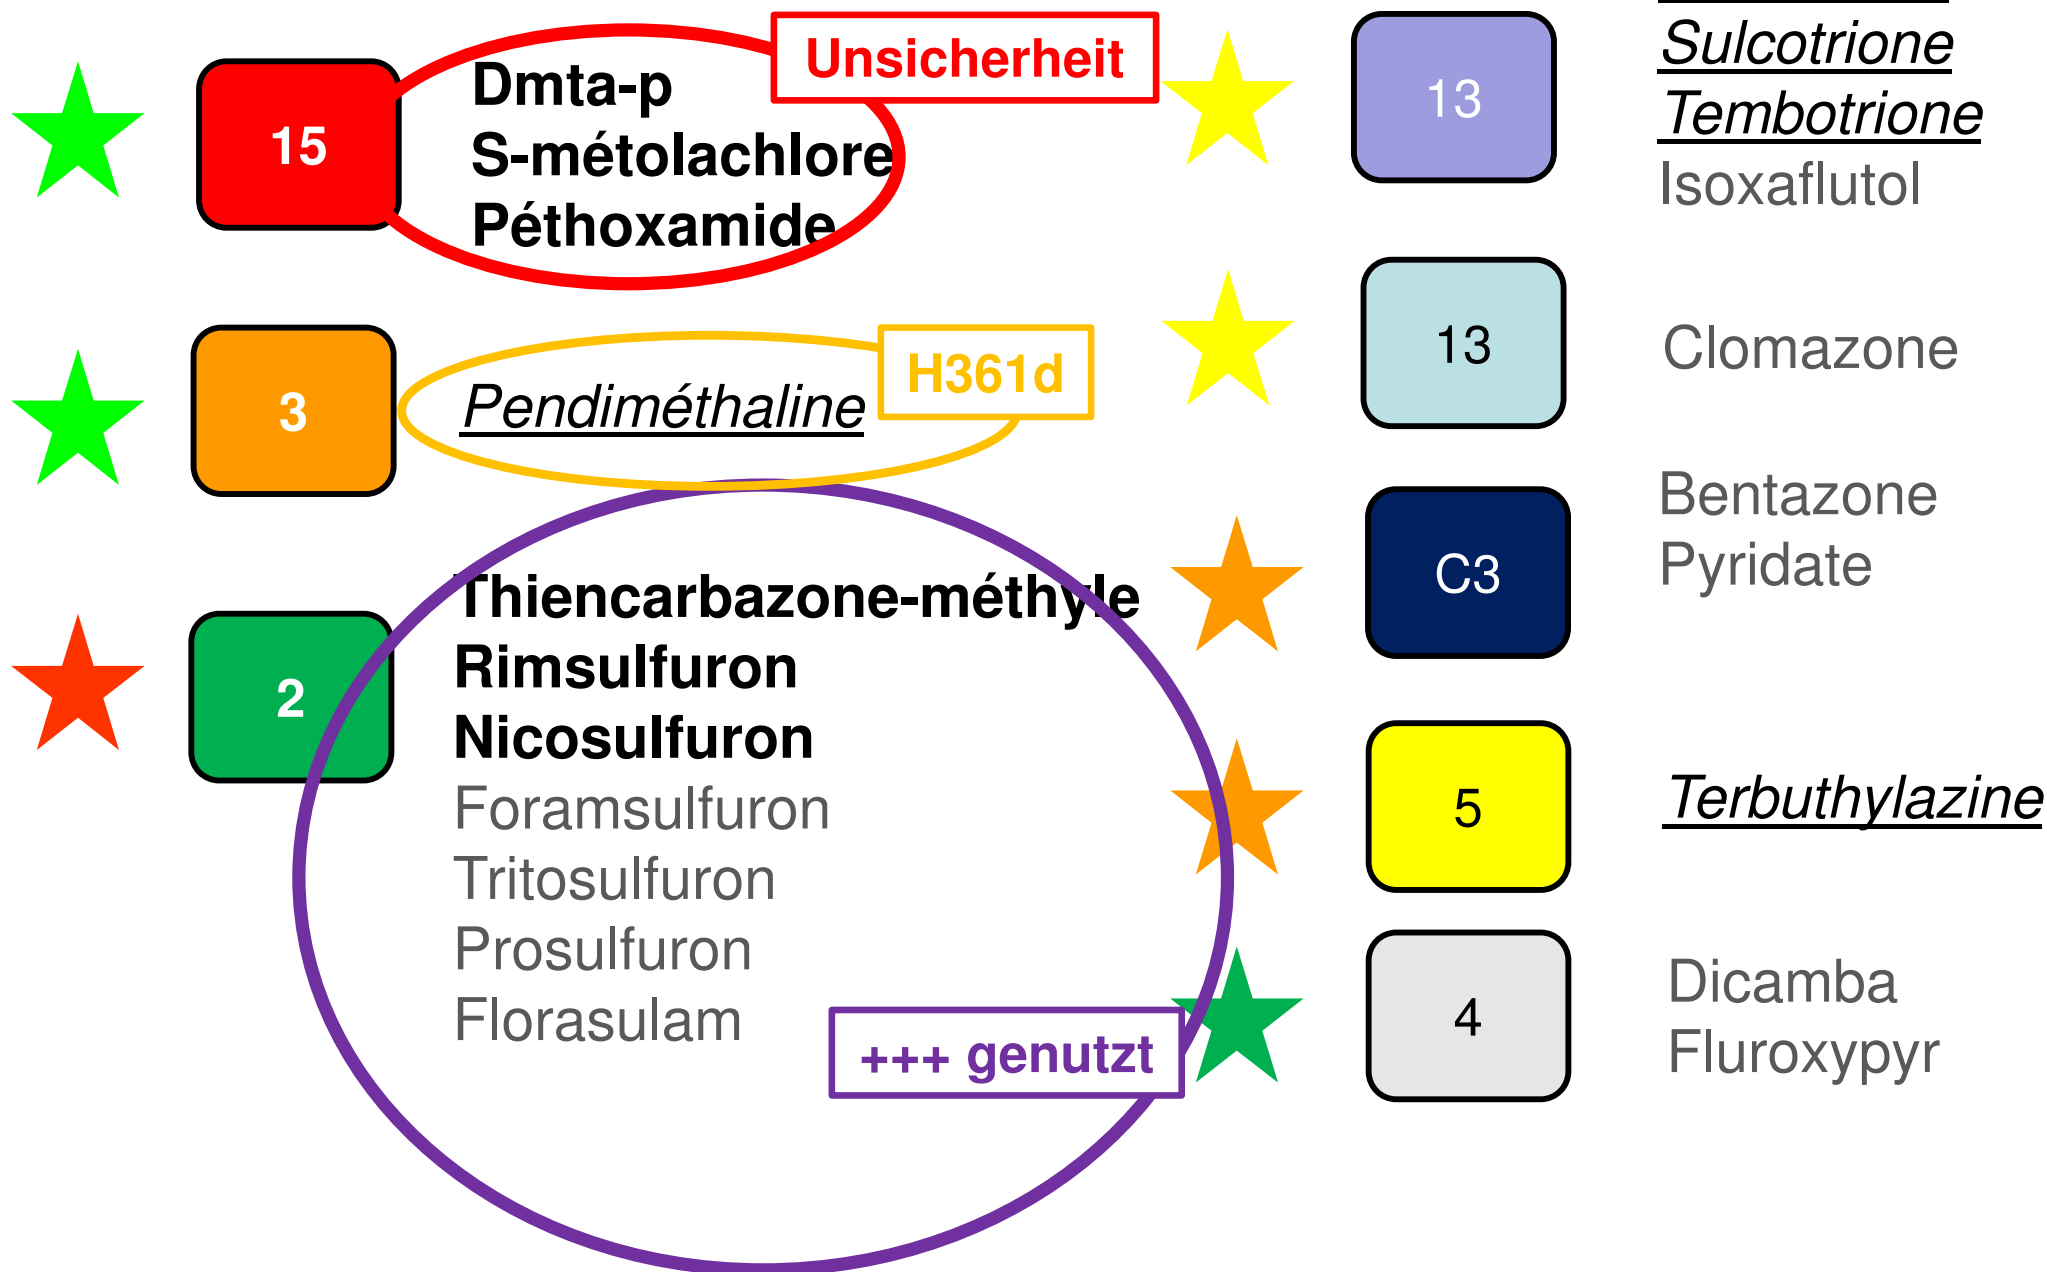 Unsicherheit
15
Dmta-p
S-métolachlore
Péthoxamide
3
Pendiméthaline
H361d
2
Thiencarbazone-méthyle
Rimsulfuron
Nicosulfuron
Foramsulfuron
Tritosulfuron
Prosulfuron
Florasulam
+++ genutzt
13
Sulcotrione
Tembotrione
Isoxaflutol
13
Clomazone
C3
Bentazone
Pyridate
5
Terbuthylazine
4
Dicamba
Fluroxypyr